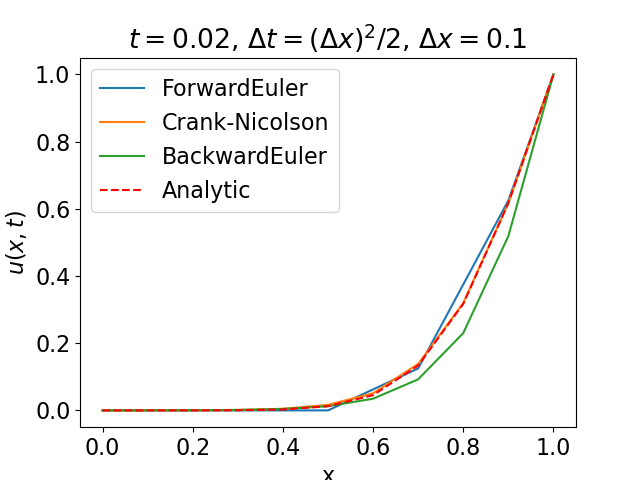 t = 0.02, Δt = (Δx)²/2, Δx = 0.1
ForwardEuler
Crank-Nicolson
BackwardEuler
Analytic
u(x, t)
1.0
0.8
0.6
0.4
0.2
0.0
0.0 0.2 0.4 0.6 0.8 1.0
x